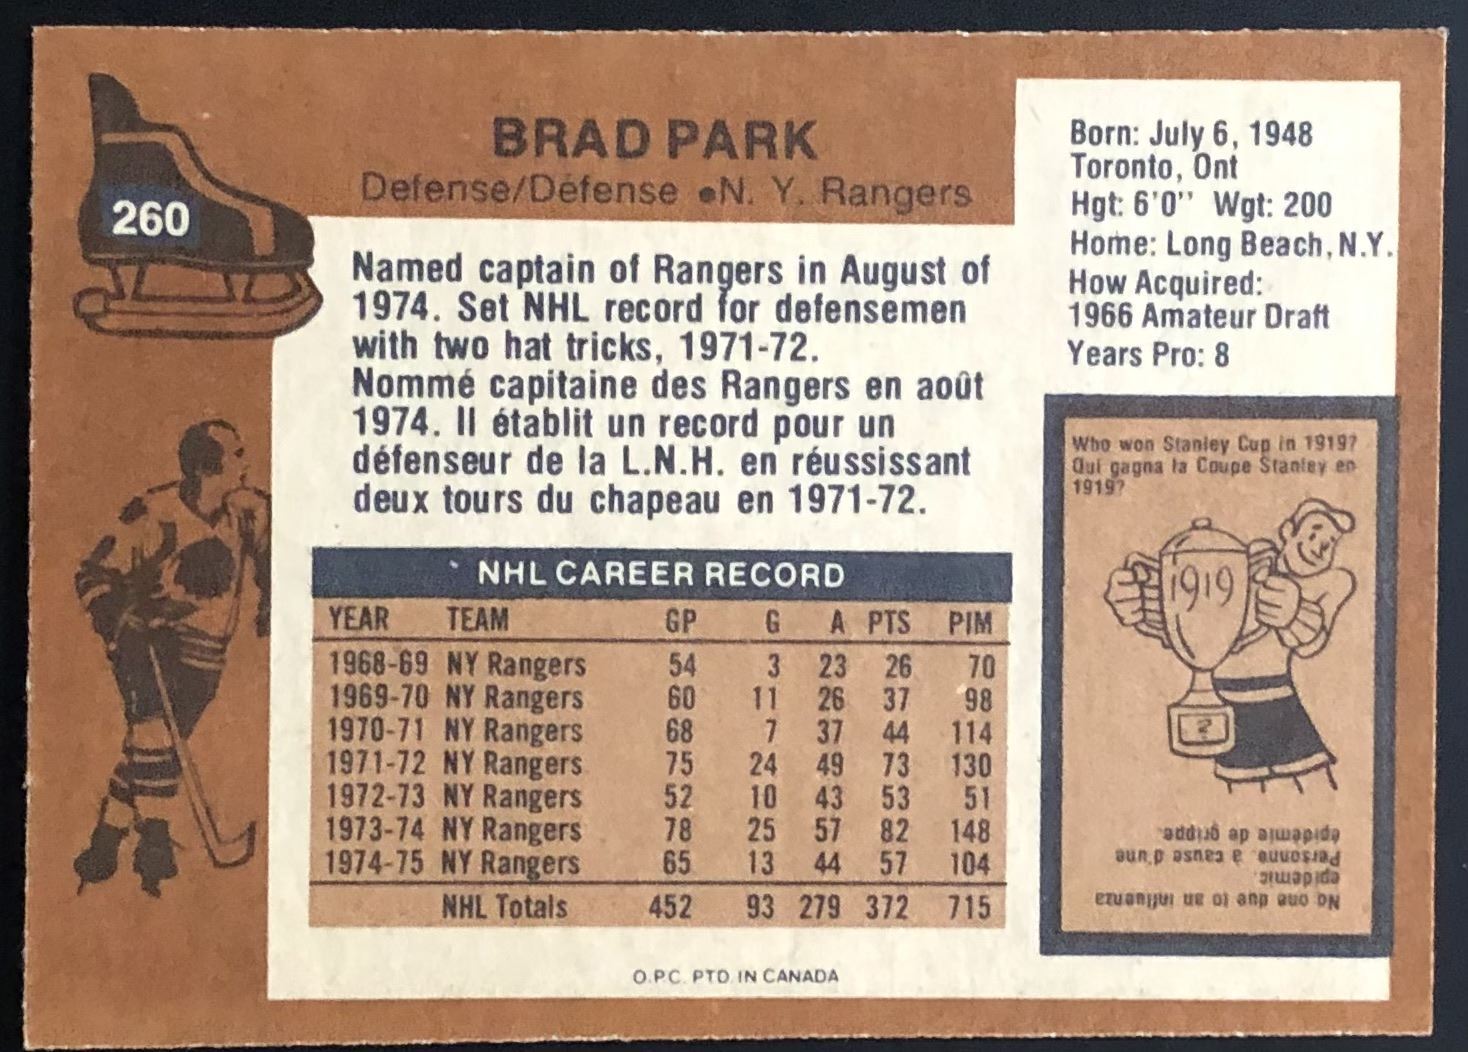 260
BRAD PARK
Defense/Défense •N. Y. Rangers
Born: July 6, 1948
Toronto, Ont
Hgt: 6'0" Wgt: 200
Home: Long Beach, N.Y.
How Acquired:
1966 Amateur Draft
Years Pro: 8
Named captain of Rangers in August of
1974. Set NHL record for defensemen
with two hat tricks, 1971-72.
Nommé capitaine des Rangers en août
1974. Il établit un record pour un
défenseur de la L.N.H. en réussissant
deux tours du chapeau en 1971-72.
NHL CAREER RECORD
YEAR TEAM GP G A PTS PIM
1968-69 NY Rangers 54 3 23 26 70
1969-70 NY Rangers 60 11 26 37 98
1970-71 NY Rangers 68 7 37 44 114
1971-72 NY Rangers 75 24 49 73 130
1972-73 NY Rangers 52 10 43 53 51
1973-74 NY Rangers 78 25 57 82 148
1974-75 NY Rangers 65 13 44 57 104
NHL Totals 452 93 279 372 715
Who won Stanley Cup in 1919?
Qui gagna la Coupe Stanley en
1919?
1919
?
No one due to an influenza
epidemic.
Personne, à cause d'une
épidémie de grippe.
O.P.C. PTD. IN CANADA